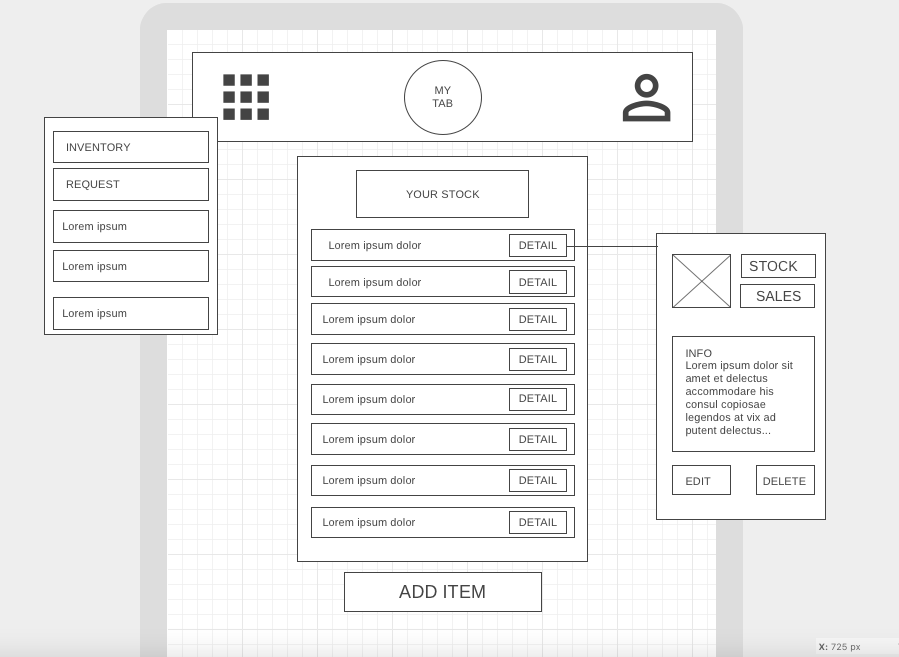 MY
TAB
INVENTORY
REQUEST
Lorem ipsum
Lorem ipsum
Lorem ipsum
YOUR STOCK
Lorem ipsum dolor DETAIL
Lorem ipsum dolor DETAIL
Lorem ipsum dolor DETAIL
Lorem ipsum dolor DETAIL
Lorem ipsum dolor DETAIL
Lorem ipsum dolor DETAIL
Lorem ipsum dolor DETAIL
Lorem ipsum dolor DETAIL
ADD ITEM
STOCK
SALES
INFO
Lorem ipsum dolor sit
amet et delectus
accommodare his
consul copiosae
legendos at vix ad
putent delectus...
EDIT DELETE
X: 725 px